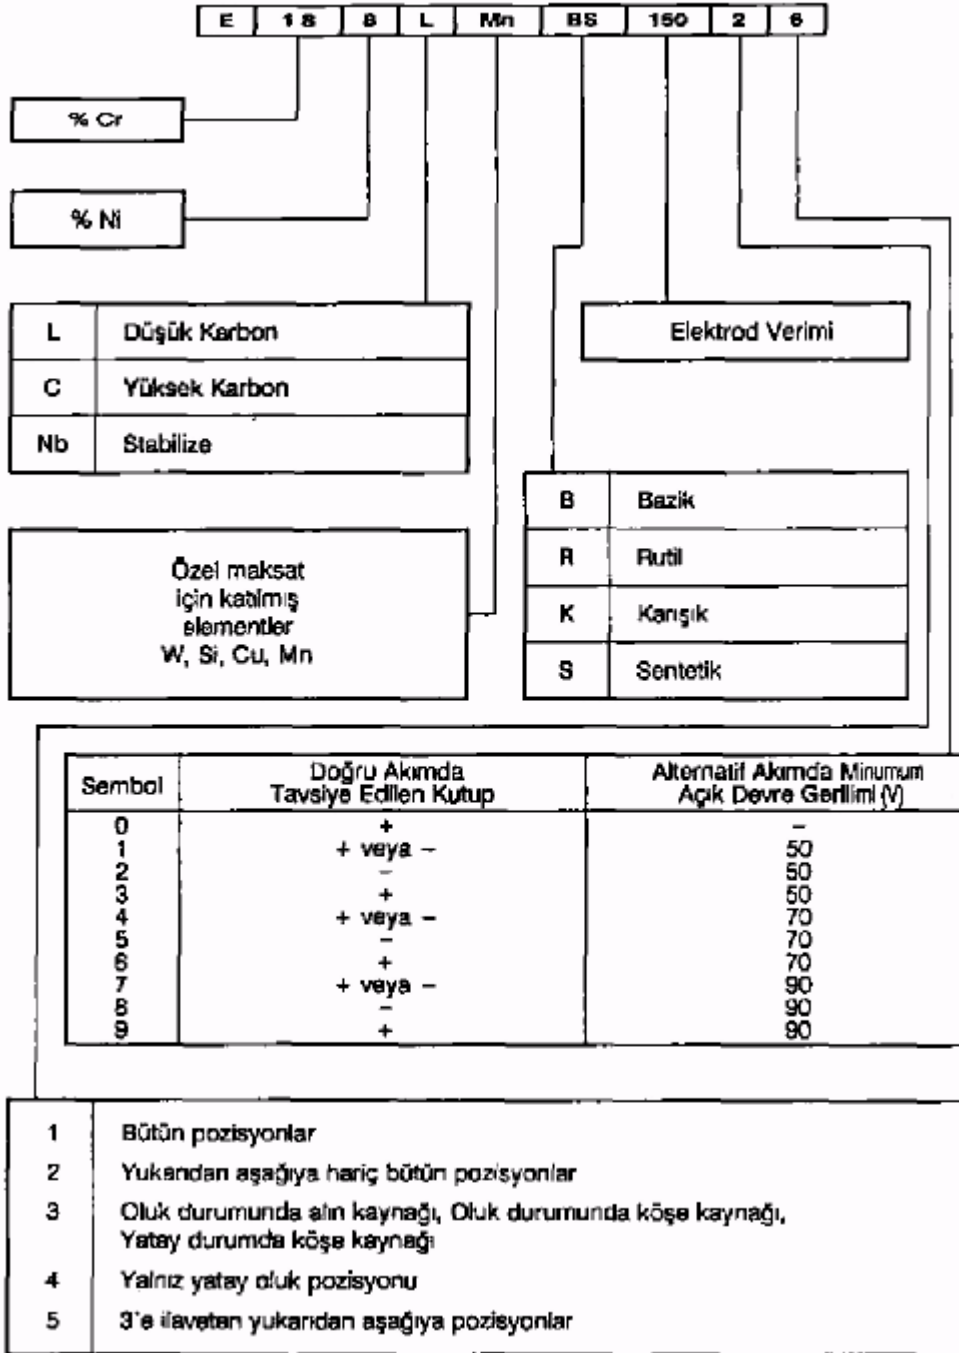 E 18 8 L Mn BS 150 2 6
% Cr
% Ni
L Düşük Karbon
C Yüksek Karbon
Nb Stabilize
Elektrod Verimi
B Bazik
R Rutil
K Karışık
S Sentetik
Özel maksat
için katılmış
elementler
W, Si, Cu, Mn
Sembol
Doğru Akımda
Tavsiye Edilen Kutup
Alternatif Akımda Minumum
Açık Devre Gerilimi (V)
0 + –
1 + veya – 50
2 – 50
3 + 50
4 + veya – 70
5 – 70
6 + 70
7 + veya – 90
8 – 90
9 + 90
1 Bütün pozisyonlar
2 Yukarıdan aşağıya hariç bütün pozisyonlar
3 Oluk durumunda alın kaynağı, Oluk durumunda köşe kaynağı,
Yatay durumda köşe kaynağı
4 Yalnız yatay oluk pozisyonu
5 3'e ilaveten yukarıdan aşağıya pozisyonlar